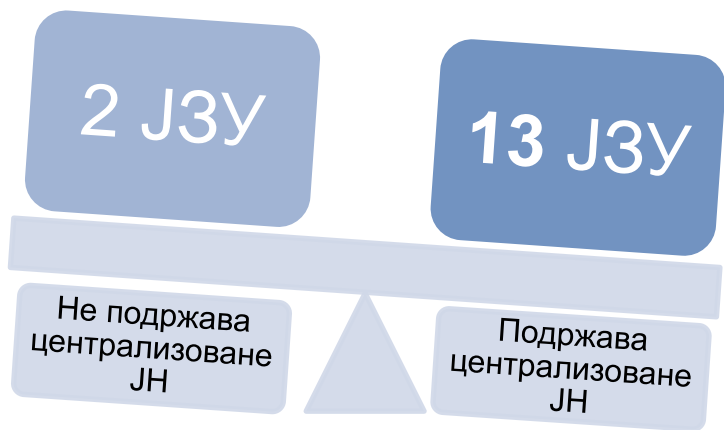 2 ЈЗУ
13 ЈЗУ
Не подржава
централизоване
ЈН
Подржава
централизоване
ЈН